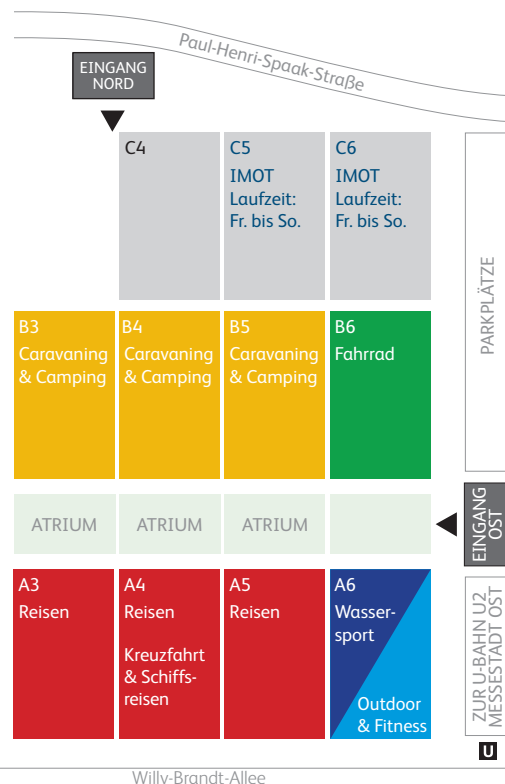 Paul-Henri-Spaak-Straße
EINGANG
NORD
C4
C5
IMOT
Laufzeit:
Fr. bis So.
C6
IMOT
Laufzeit:
Fr. bis So.
PARKPLÄTZE
B3
Caravaning
& Camping
B4
Caravaning
& Camping
B5
Caravaning
& Camping
B6
Fahrrad
ATRIUM
ATRIUM
ATRIUM
EINGANG
OST
A3
Reisen
A4
Reisen
Kreuzfahrt
& Schiffs-
reisen
A5
Reisen
A6
Wasser-
sport
Outdoor
& Fitness
ZUR U-BAHN U2
MESSESTADT OST
U
Willy-Brandt-Allee